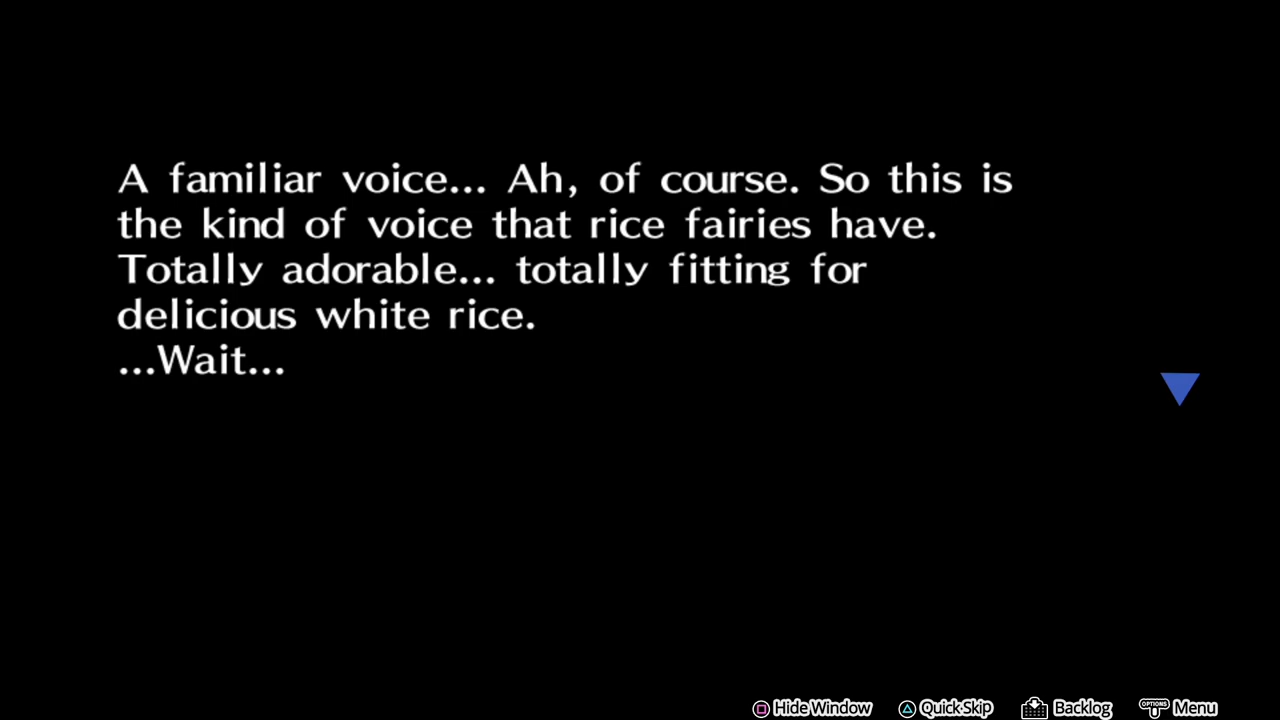 A familiar voice... Ah, of course. So this is
the kind of voice that rice fairies have.
Totally adorable... totally fitting for
delicious white rice.
...Wait...
Hide Window Quick Skip Backlog OPTIONS Menu